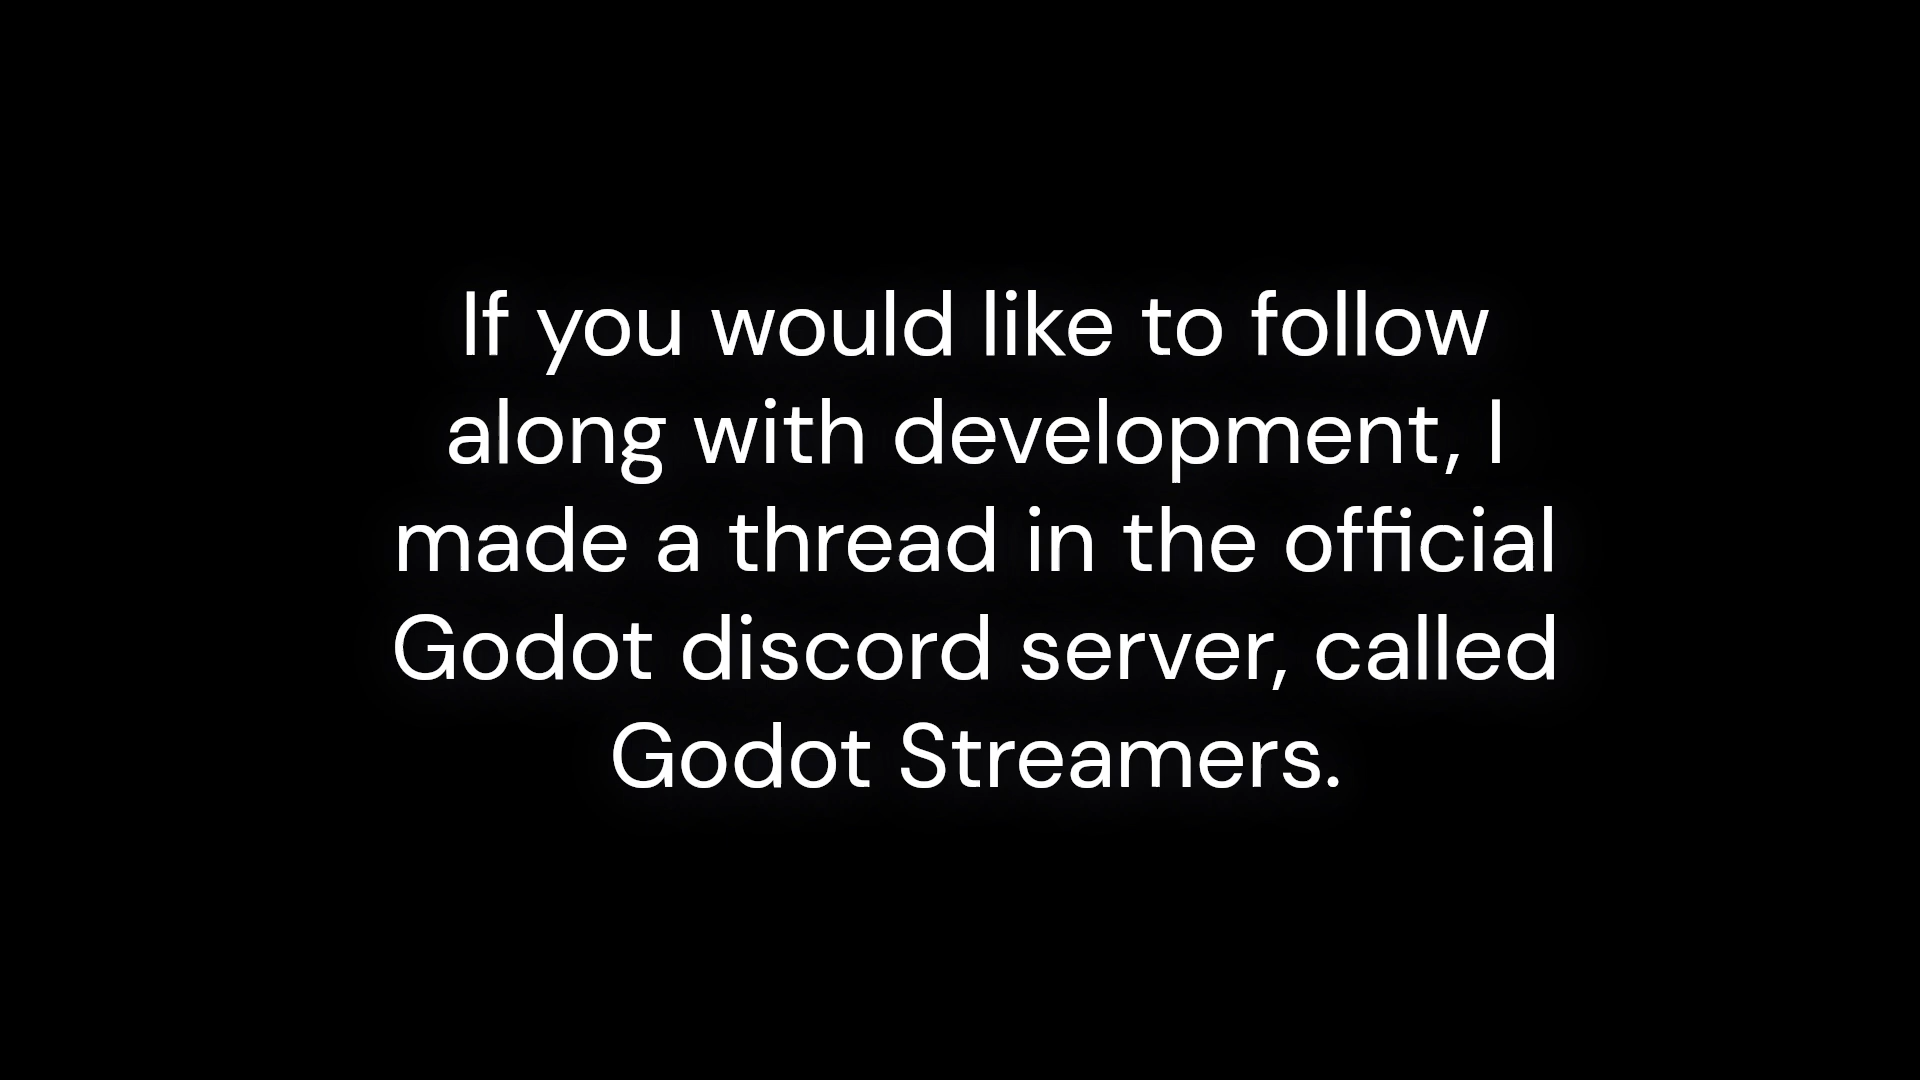 If you would like to follow
along with development, I
made a thread in the official
Godot discord server, called
Godot Streamers.